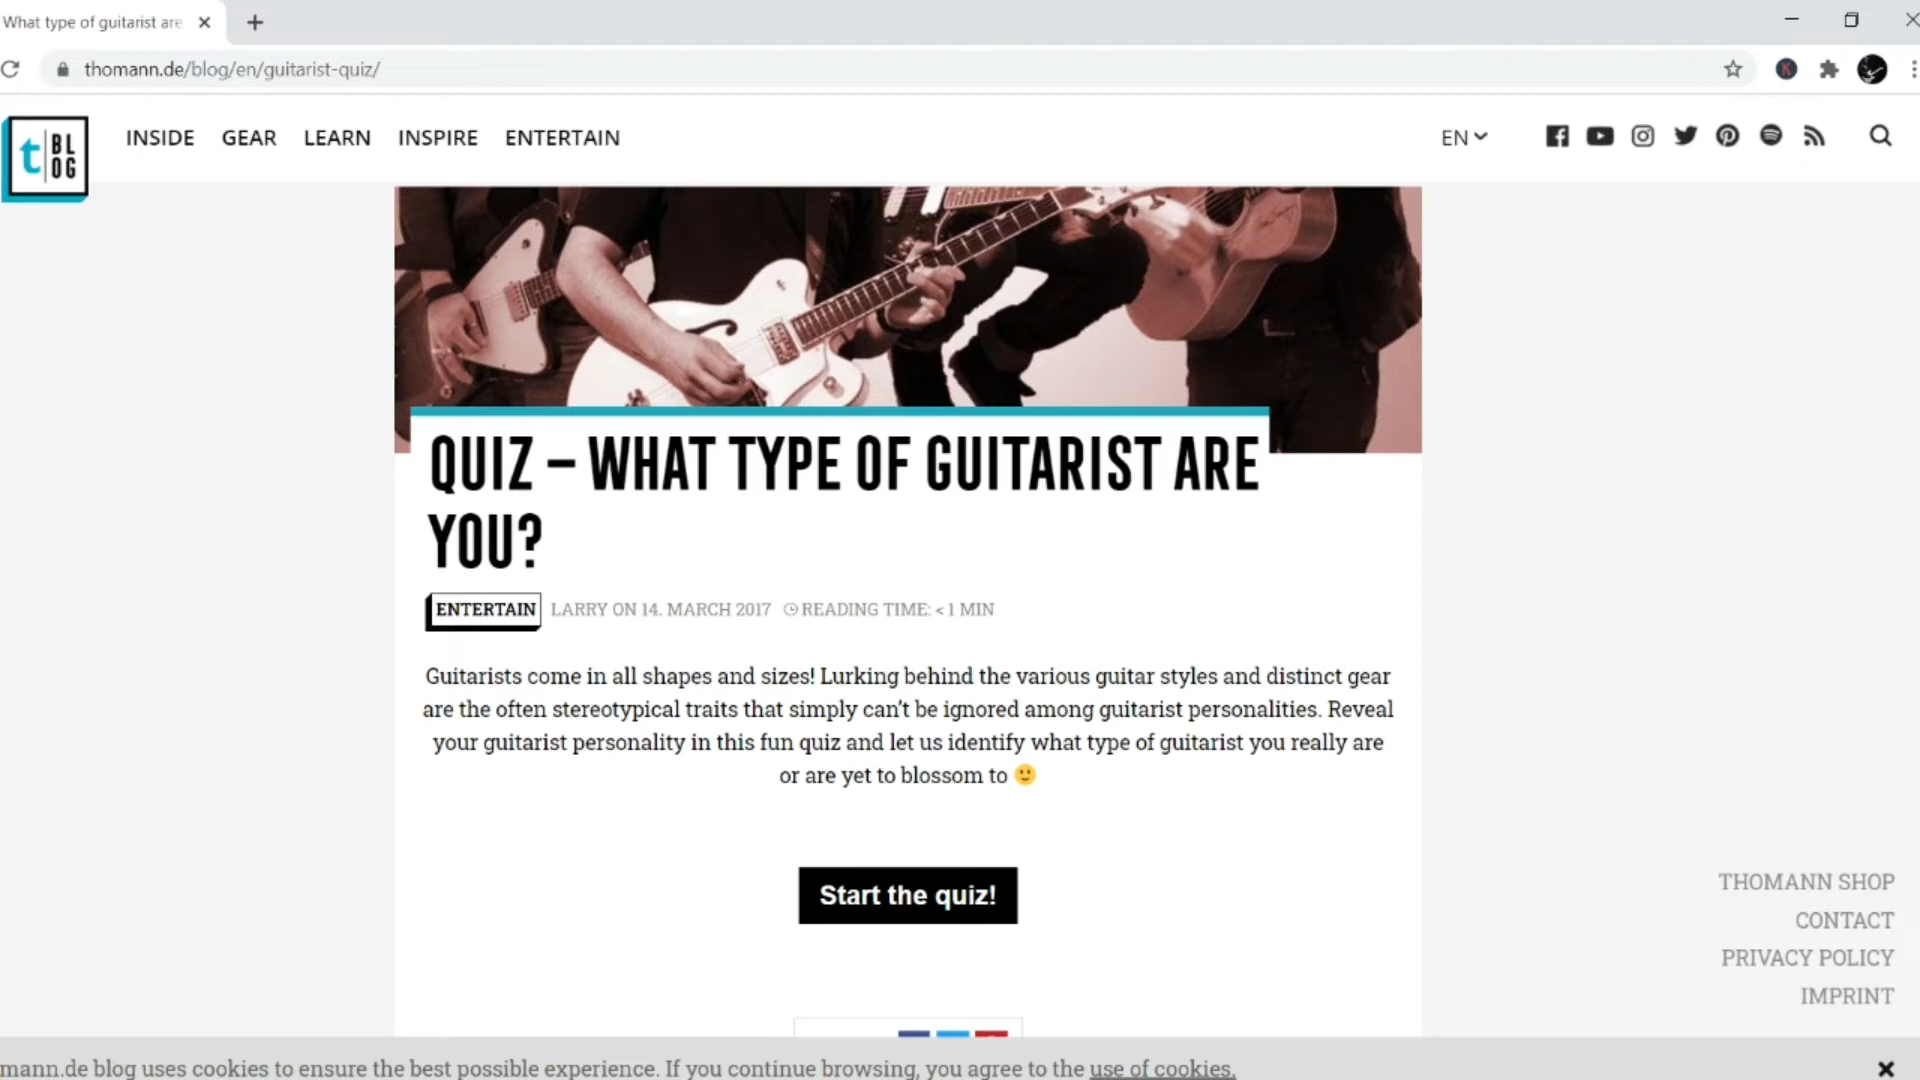 What type of guitarist are
thomann.de/blog/en/guitarist-quiz/
K
t BLOG
INSIDE GEAR LEARN INSPIRE ENTERTAIN
EN
QUIZ – WHAT TYPE OF GUITARIST ARE
YOU?
ENTERTAIN LARRY ON 14. MARCH 2017 READING TIME: < 1 MIN
Guitarists come in all shapes and sizes! Lurking behind the various guitar styles and distinct gear
are the often stereotypical traits that simply can’t be ignored among guitarist personalities. Reveal
your guitarist personality in this fun quiz and let us identify what type of guitarist you really are
or are yet to blossom to 🙂
Start the quiz!
THOMANN SHOP
CONTACT
PRIVACY POLICY
IMPRINT
mann.de blog uses cookies to ensure the best possible experience. If you continue browsing, you agree to the use of cookies.